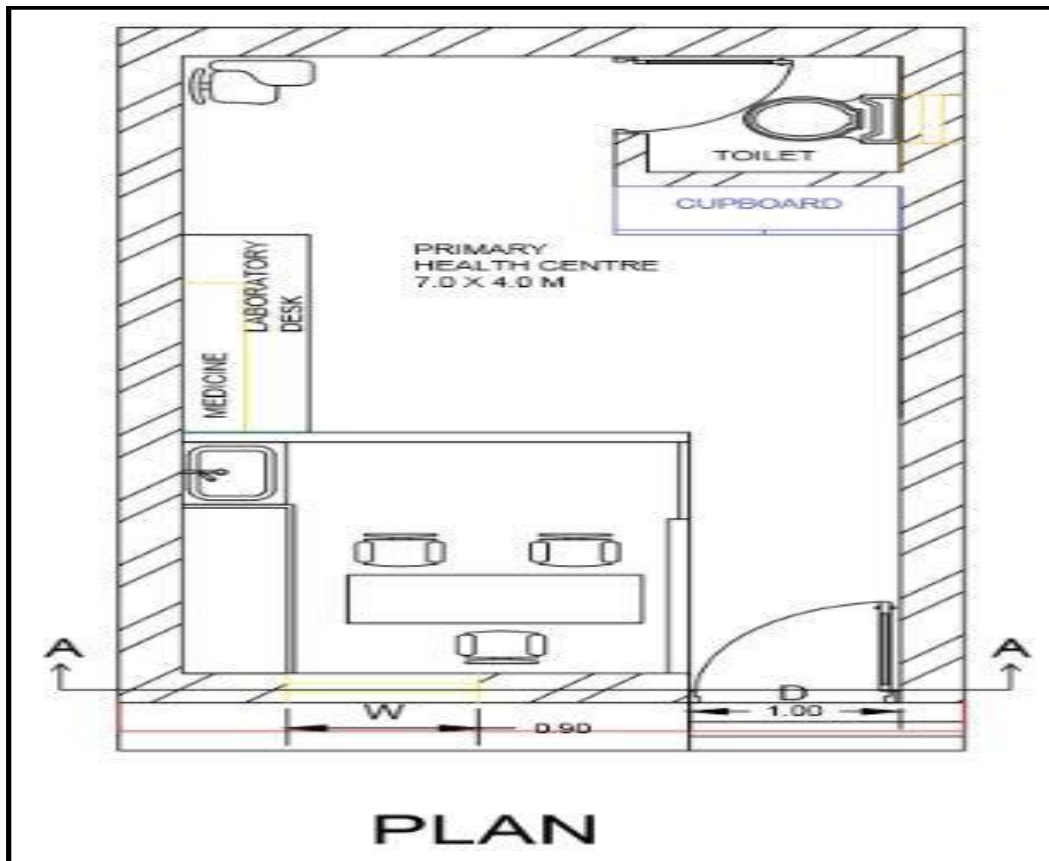 TOILET
CUPBOARD
PRIMARY
HEALTH CENTRE
7.0 X 4.0 M
LABORATORY
DESK
MEDICINE
A
A
D
W
1.00
0.90
PLAN